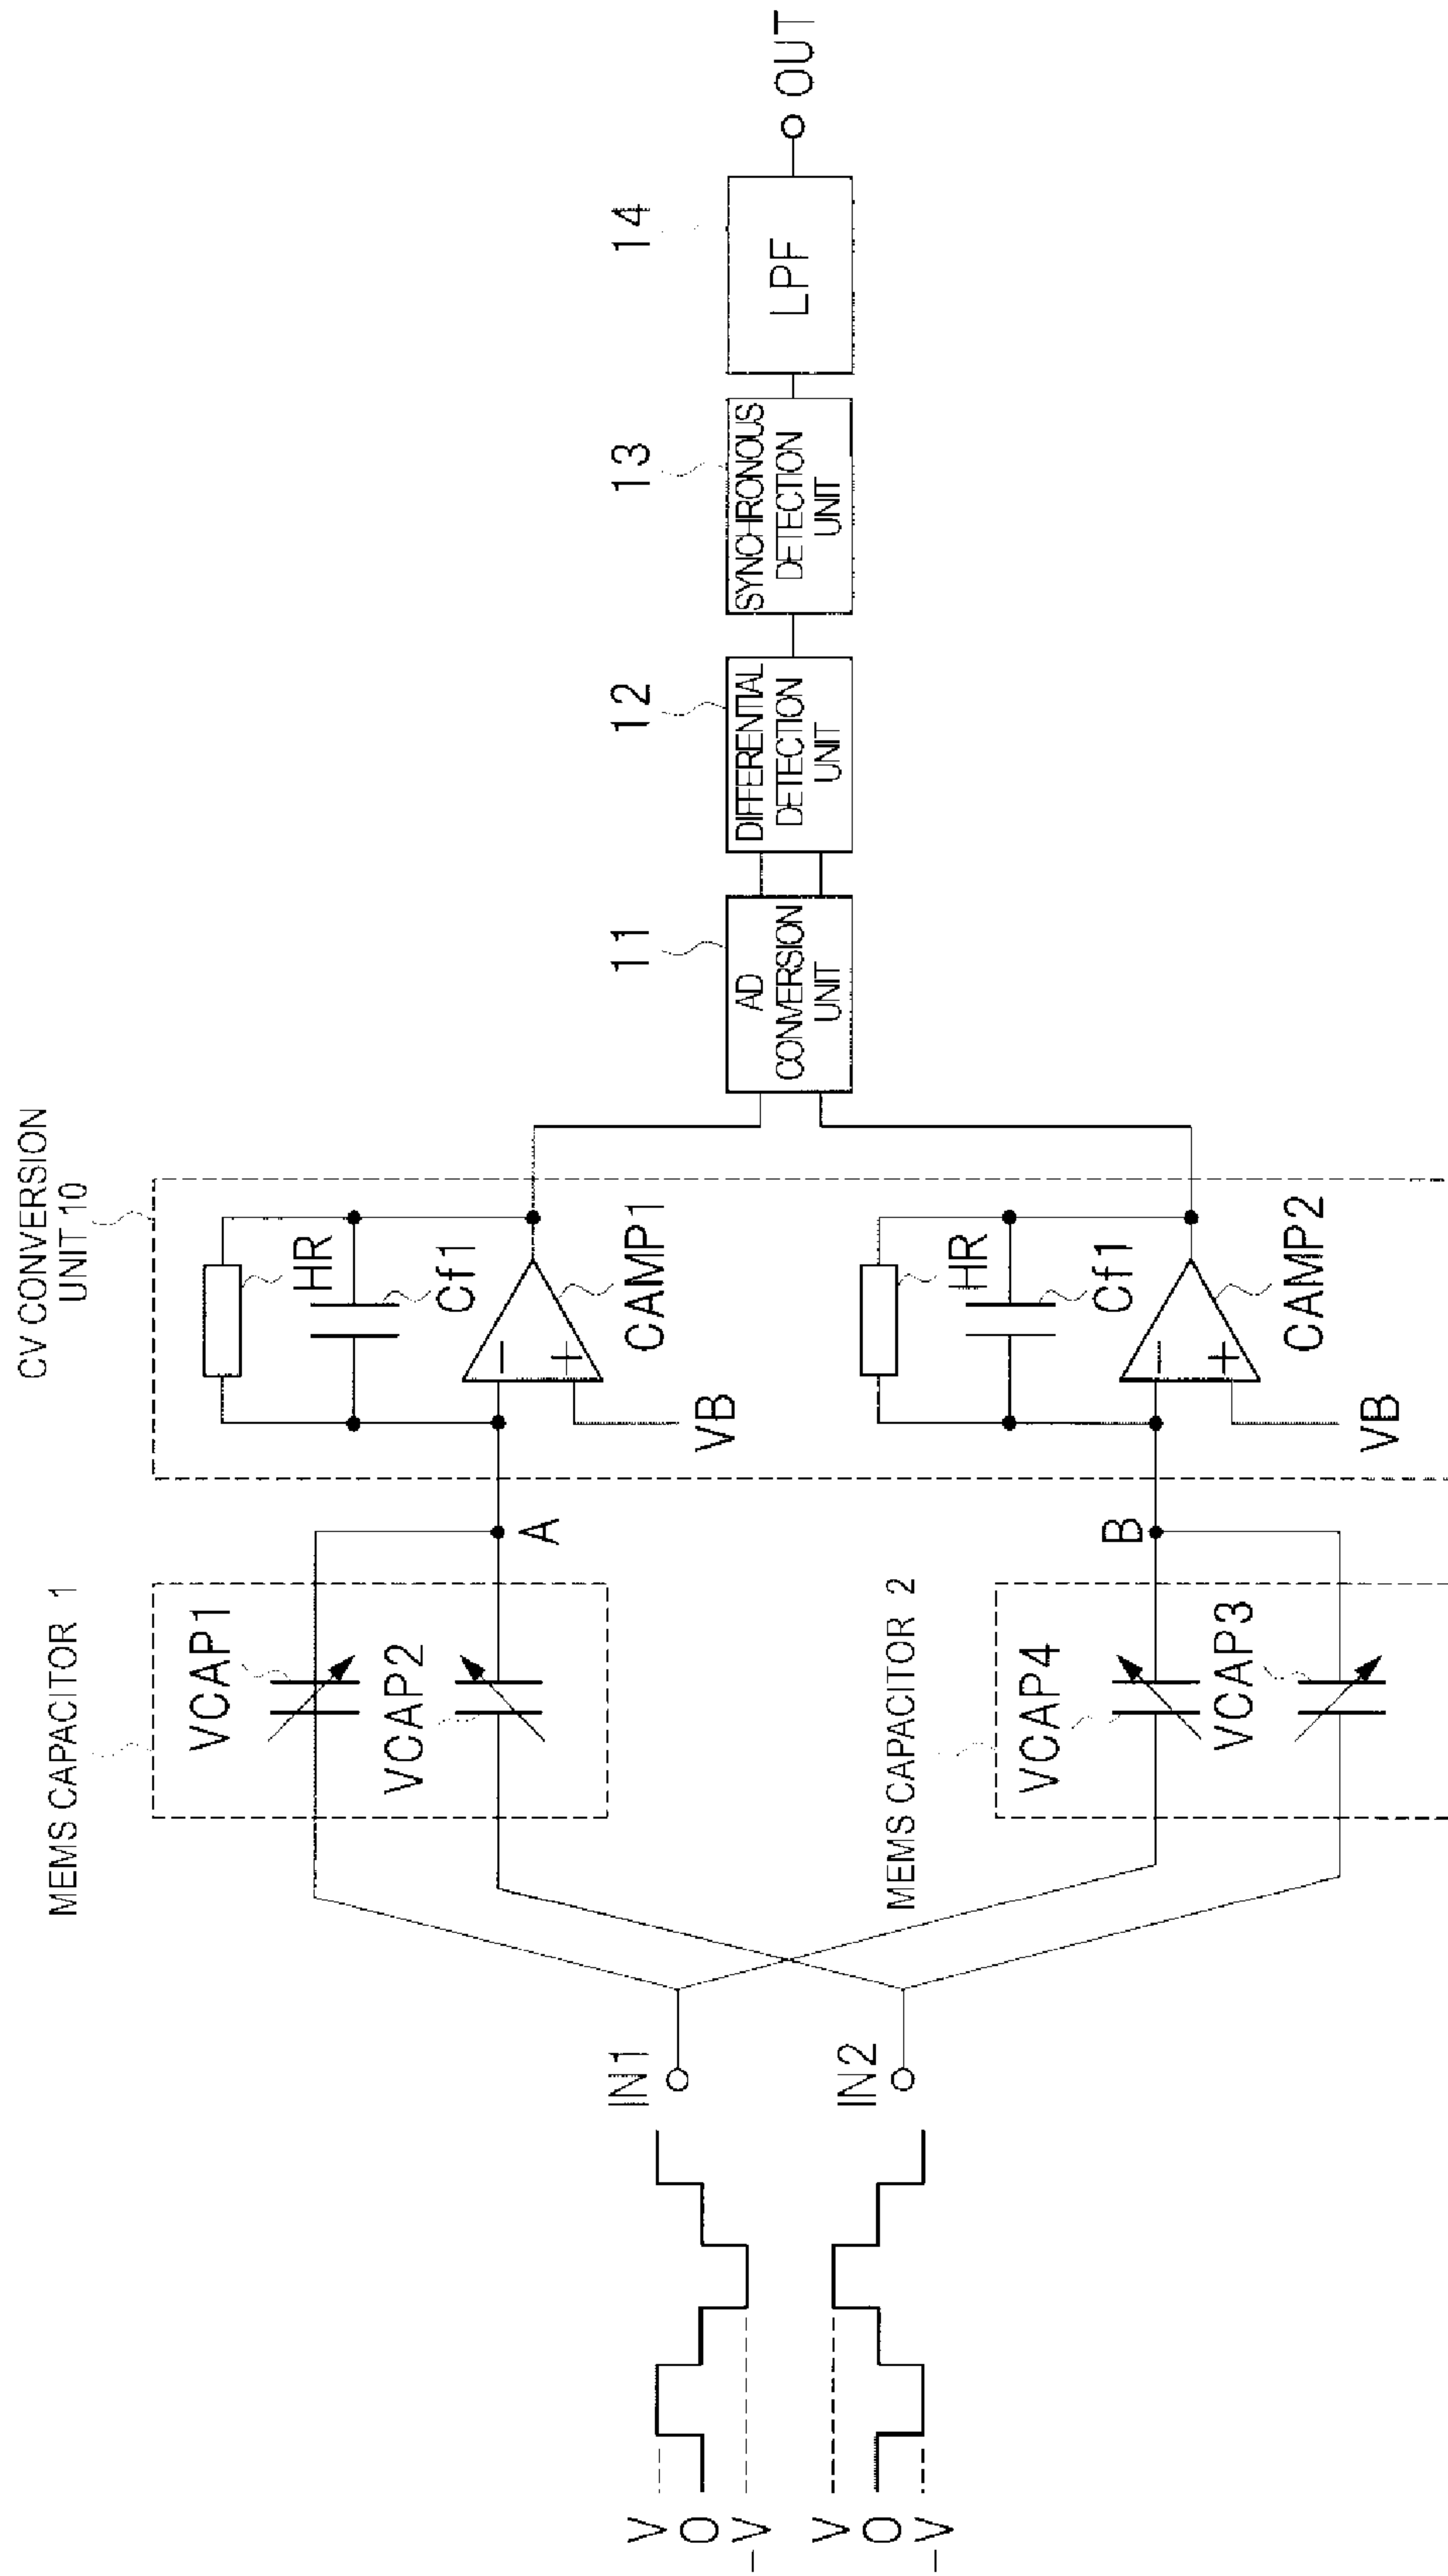 V
O
-V
V
O
-V
IN1
IN2
MEMS CAPACITOR 1
VCAP1
VCAP2
MEMS CAPACITOR 2
VCAP4
VCAP3
A
B
CV CONVERSION
UNIT 10
HR
Cf1
CAMP1
VB
HR
Cf1
CAMP2
VB
11
AD
CONVERSION
UNIT
12
DIFFERENTIAL
DETECTION
UNIT
13
SYNCHRONOUS
DETECTION
UNIT
14
LPF
OUT